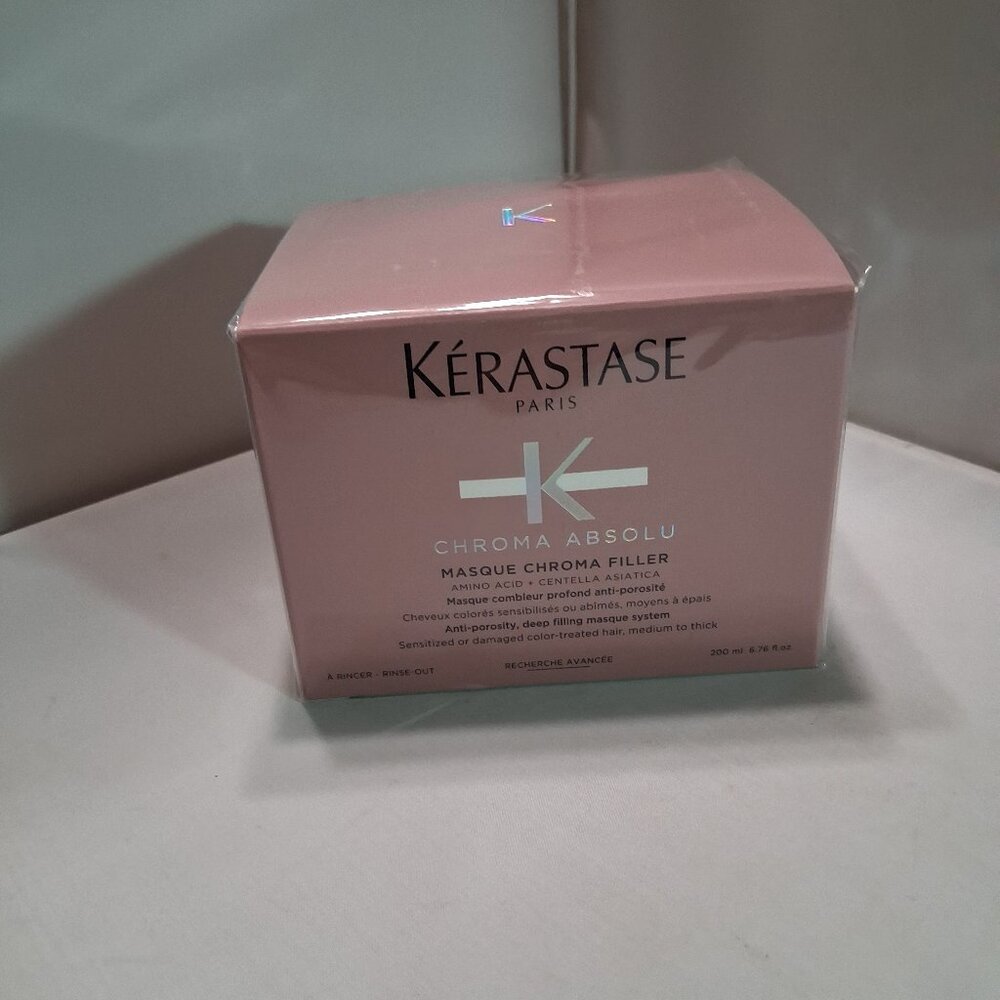 K
KÉRASTASE
PARIS
K
CHROMA ABSOLU
MASQUE CHROMA FILLER
AMINO ACID + CENTELLA ASIATICA
Masque combleur profond anti-porosité
Cheveux colorés sensibilisés ou abîmés, moyens à épais
Anti-porosity, deep filling masque system
Sensitized or damaged color-treated hair, medium to thick
À RINCER - RINSE-OUT
RECHERCHE AVANCÉE
200 ml 6.76 fl.oz.